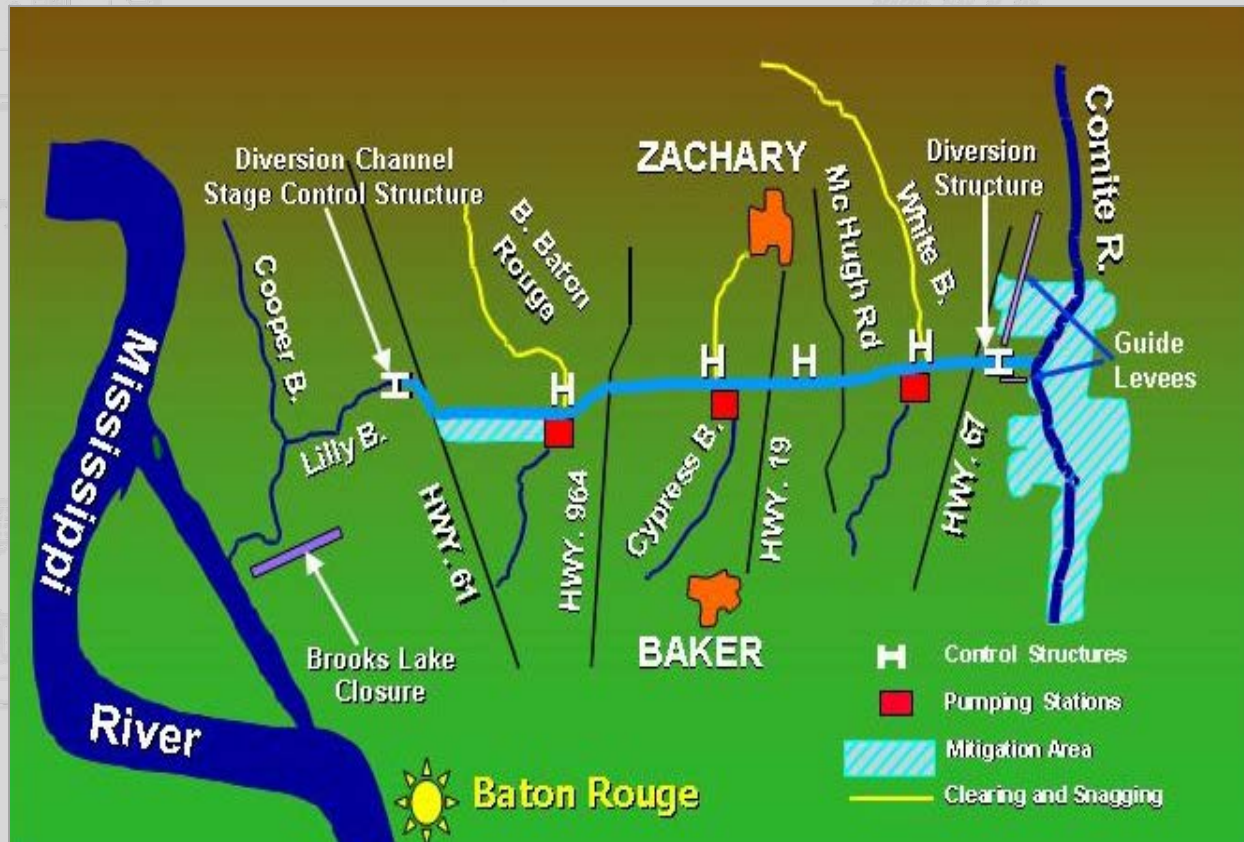 ZACHARY
Diversion Channel
Stage Control Structure
Diversion
Structure
Comite R.
B. Baton
Rouge
Mc Hugh Rd
White B.
Cooper B.
Mississippi
River
Lilly B.
Guide
Levees
HWY. 61
HWY. 964
Cypress B.
HWY. 19
HWY. 67
Brooks Lake
Closure
BAKER
H Control Structures
Pumping Stations
Mitigation Area
Clearing and Snagging
Baton Rouge
H
H
H
H
H
H